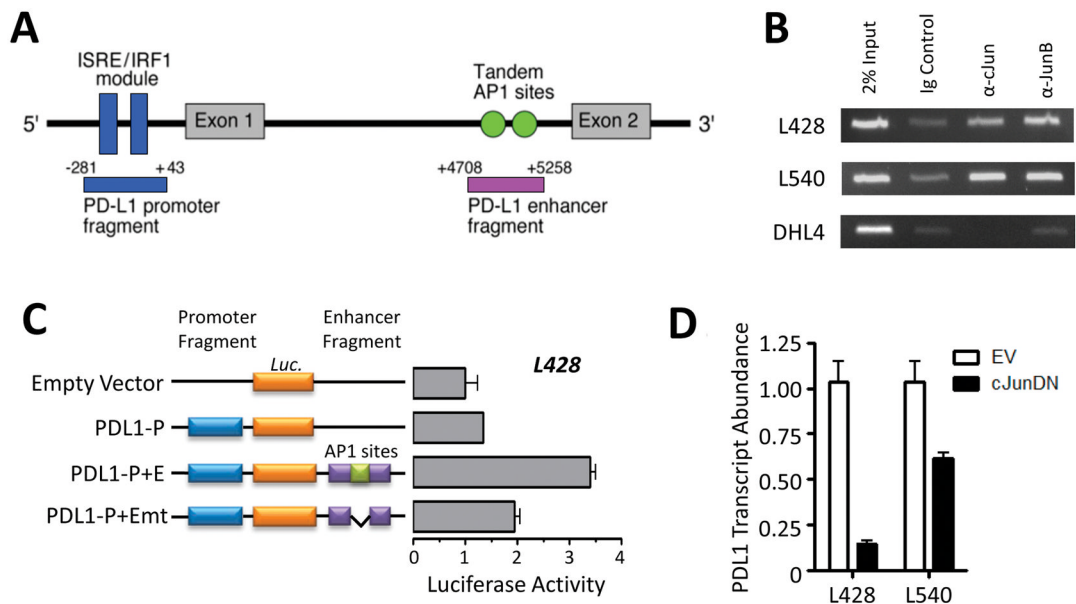 A
ISRE/IRF1
module
Tandem
AP1 sites
5'
Exon 1
Exon 2
3'
-281
+43
+4708
+5258
PD-L1 promoter
fragment
PD-L1 enhancer
fragment
B
2% Input
Ig Control
α-cJun
α-JunB
L428
L540
DHL4
C
Promoter
Fragment
Enhancer
Fragment
Luc.
L428
Empty Vector
PDL1-P
AP1 sites
PDL1-P+E
PDL1-P+Emt
0 1 2 3 4
Luciferase Activity
D
PDL1 Transcript Abundance
1.25
1.00
0.75
0.50
0.25
0
EV
cJunDN
L428 L540